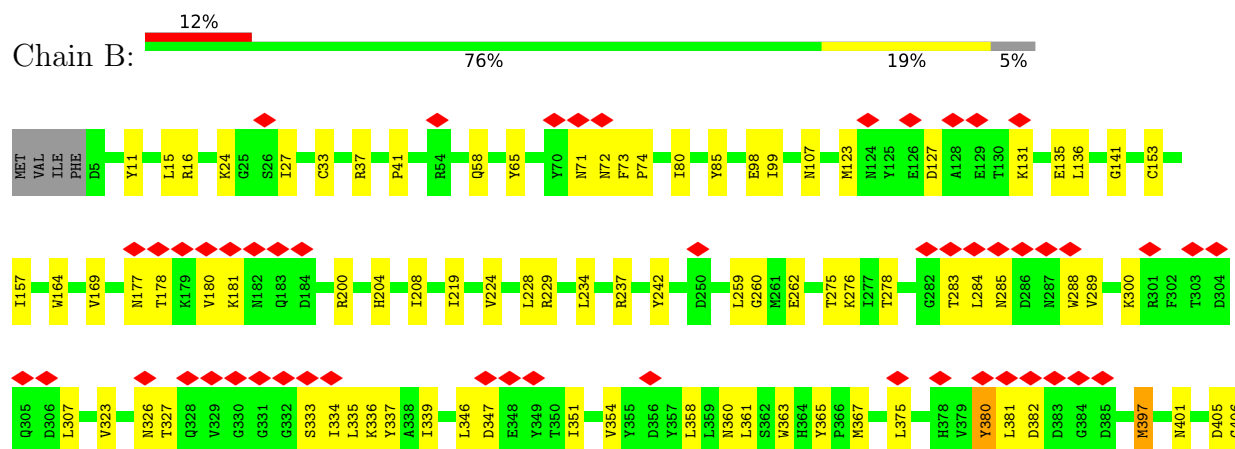 12%
Chain B:
76% 19% 5%
MET VAL ILE PHE D5 Y11 L15 R16 K24 G25 S26 I27 C33 R37 P41 R54 Q58 Y65 Y70 N71 N72 F73 P74 I80 Y85 E98 I99 N107 M123 N124 Y125 E126 D127 A128 E129 T130 K131 E135 L136 G141 C153
I157 W164 V169 N177 T178 K179 V180 K181 N182 Q183 D184 R200 H204 I208 I219 V224 L228 R229 L234 R237 Y242 D250 L259 G260 M261 E262 T275 K276 I277 T278 G282 T283 L284 N285 D286 N287 W288 V289 K300 R301 F302 T303 D304
Q305 D306 L307 V323 N326 T327 Q328 V329 G330 G331 G332 S333 I334 L335 K336 Y337 A338 I339 L346 D347 E348 Y349 T350 I351 V354 Y355 D356 Y357 L358 L359 N360 L361 S362 W363 H364 Y365 P366 M367 L375 H378 V379 Y380 L381 D382 D383 G384 D385 M397 N401 D405 G406